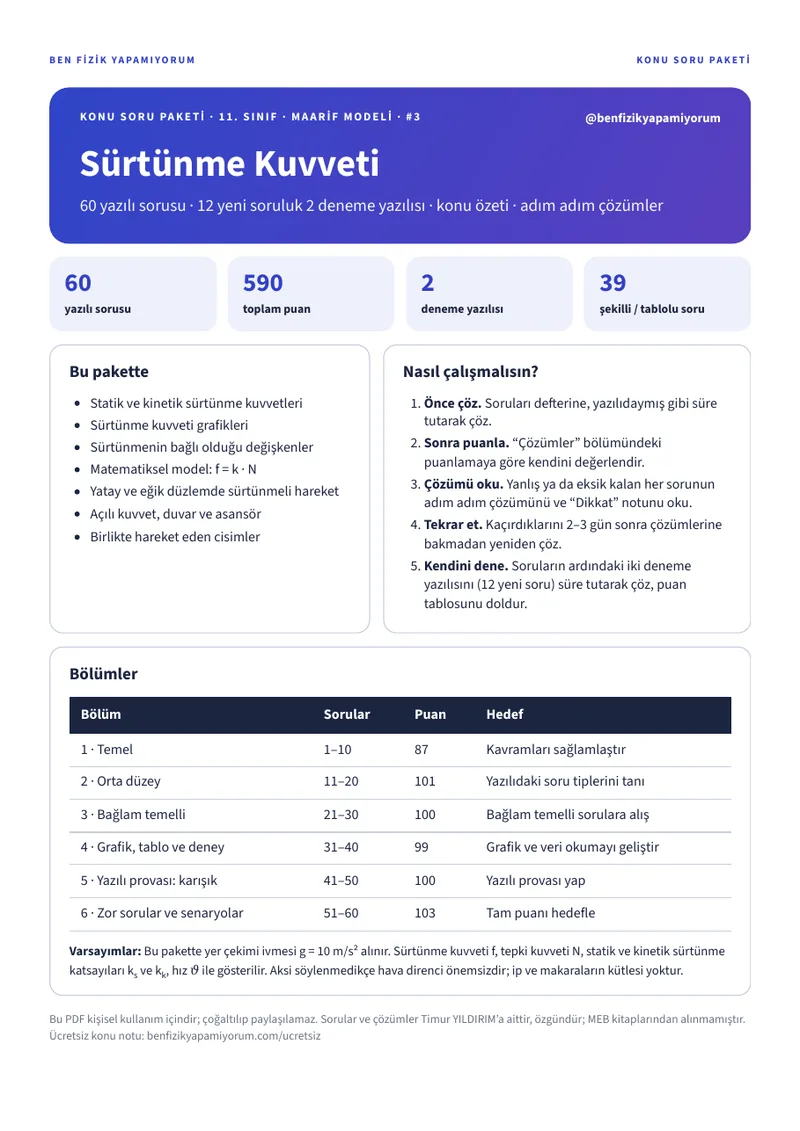 BEN FİZİK YAPAMIYORUM
KONU SORU PAKETİ
KONU SORU PAKETİ · 11. SINIF · MAARİF MODELİ · #3
@benfizikyapamiyorum
Sürtünme Kuvveti
60 yazılı sorusu · 12 yeni soruluk 2 deneme yazılısı · konu özeti · adım adım çözümler
60
yazılı sorusu
590
toplam puan
2
deneme yazılısı
39
şekilli / tablolu soru
Bu pakette
• Statik ve kinetik sürtünme kuvvetleri
• Sürtünme kuvveti grafikleri
• Sürtünmenin bağlı olduğu değişkenler
• Matematiksel model: f = k · N
• Yatay ve eğik düzlemde sürtünmeli hareket
• Açılı kuvvet, duvar ve asansör
• Birlikte hareket eden cisimler
Nasıl çalışmalısın?
1. Önce çöz. Soruları defterine, yazılıdaymış gibi süre
tutarak çöz.
2. Sonra puanla. “Çözümler” bölümündeki
puanlamaya göre kendini değerlendir.
3. Çözümü oku. Yanlış ya da eksik kalan her sorunun
adım adım çözümünü ve “Dikkat” notunu oku.
4. Tekrar et. Kaçırdıklarını 2–3 gün sonra çözümlerine
bakmadan yeniden çöz.
5. Kendini dene. Soruların ardındaki iki deneme
yazılısını (12 yeni soru) süre tutarak çöz, puan
tablosunu doldur.
Bölümler
Bölüm Sorular Puan Hedef
1 · Temel 1–10 87 Kavramları sağlamlaştır
2 · Orta düzey 11–20 101 Yazılıdaki soru tiplerini tanı
3 · Bağlam temelli 21–30 100 Bağlam temelli sorulara alış
4 · Grafik, tablo ve deney 31–40 99 Grafik ve veri okumayı geliştir
5 · Yazılı provası: karışık 41–50 100 Yazılı provası yap
6 · Zor sorular ve senaryolar 51–60 103 Tam puanı hedefle
Varsayımlar: Bu pakette yer çekimi ivmesi g = 10 m/s² alınır. Sürtünme kuvveti f, tepki kuvveti N, statik ve kinetik sürtünme
katsayıları kₛ ve kₖ, hız ϑ ile gösterilir. Aksi söylenmedikçe hava direnci önemsizdir; ip ve makaraların kütlesi yoktur.
Bu PDF kişisel kullanım içindir; çoğaltılıp paylaşılamaz. Sorular ve çözümler Timur YILDIRIM’a aittir, özgündür; MEB kitaplarından alınmamıştır.
Ücretsiz konu notu: benfizikyapamiyorum.com/ucretsiz